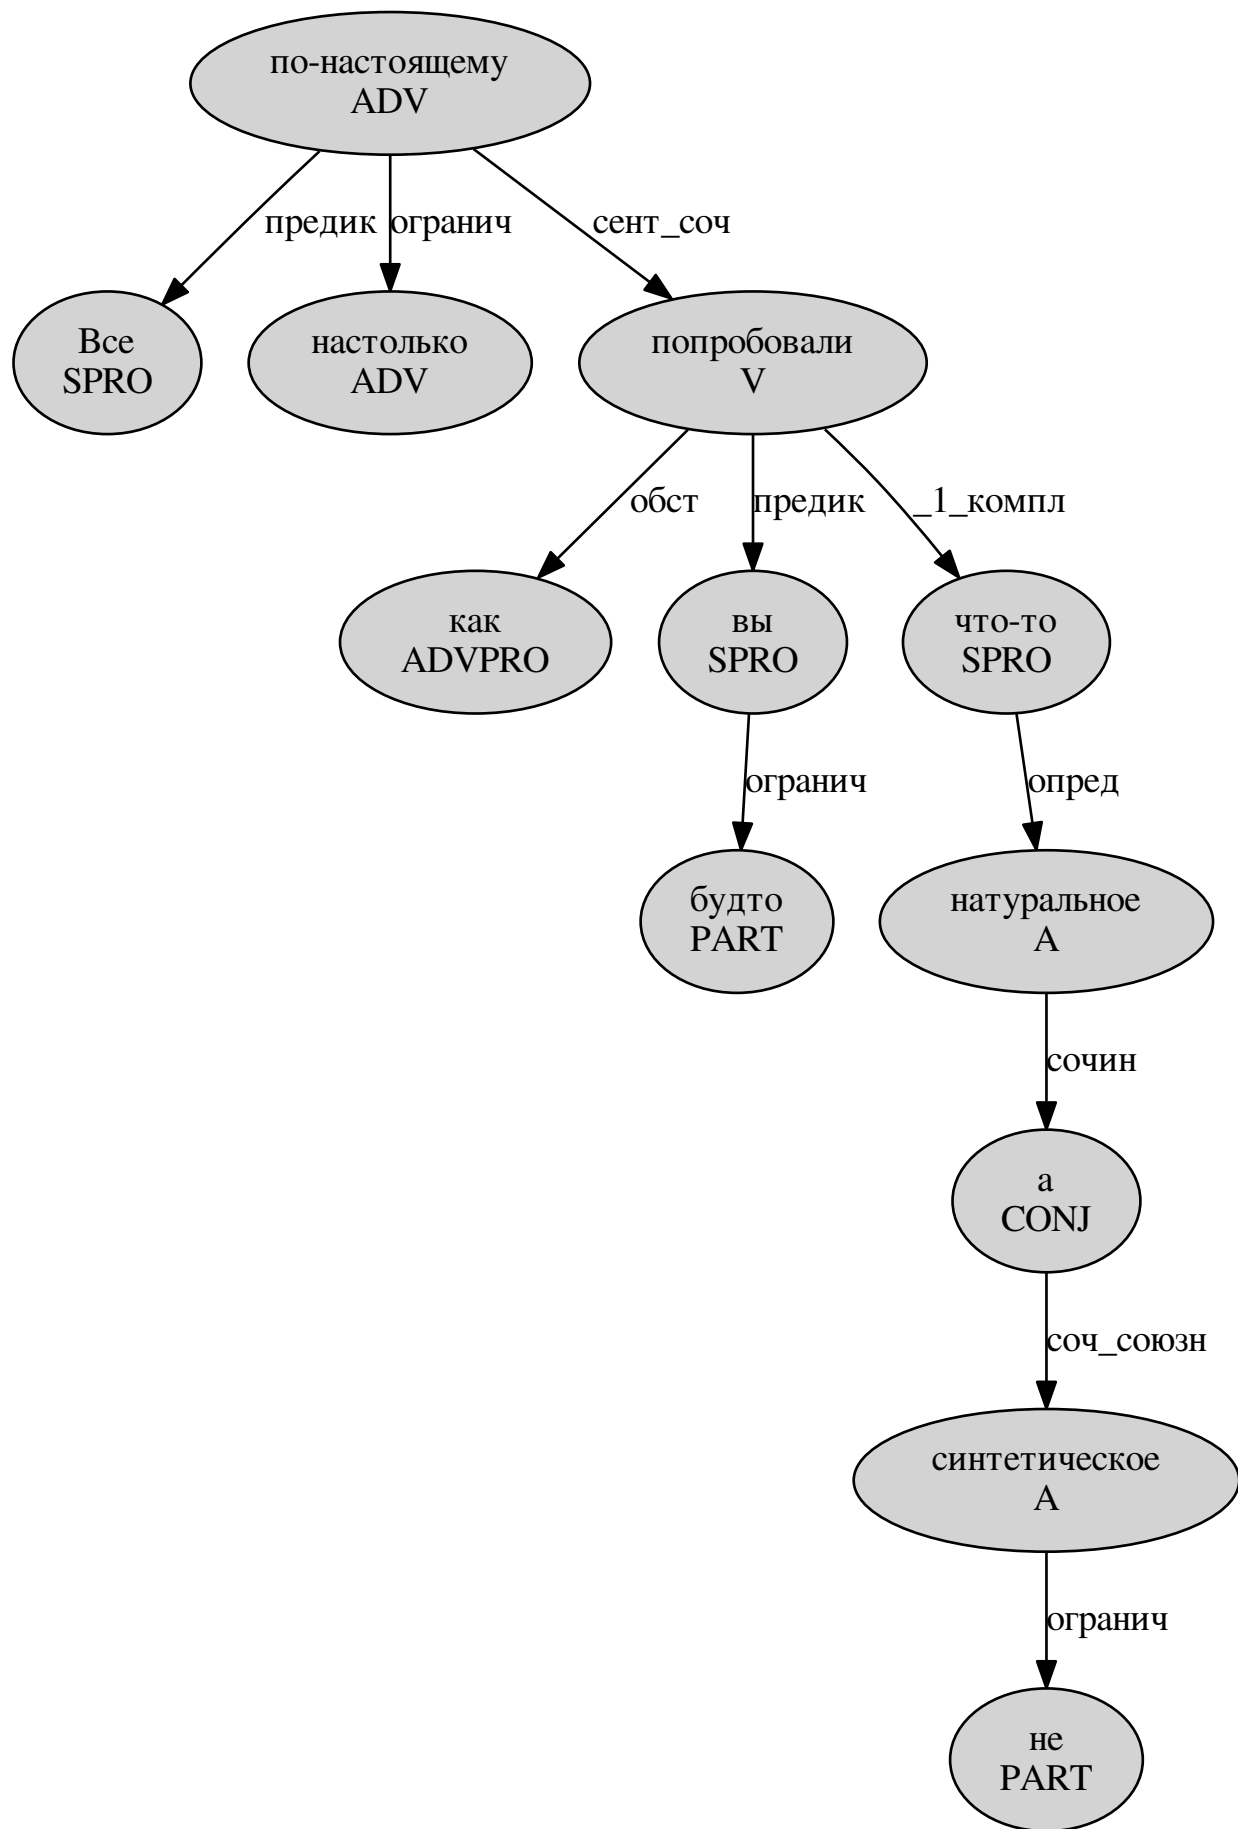 по-настоящему
ADV
предик огранич сент_соч
Все
SPRO
настолько
ADV
попробовали
V
обст предик _1_компл
как
ADVPRO
вы
SPRO
что-то
SPRO
огранич опред
будто
PART
натуральное
A
сочин
а
CONJ
соч_союзн
синтетическое
A
огранич
не
PART